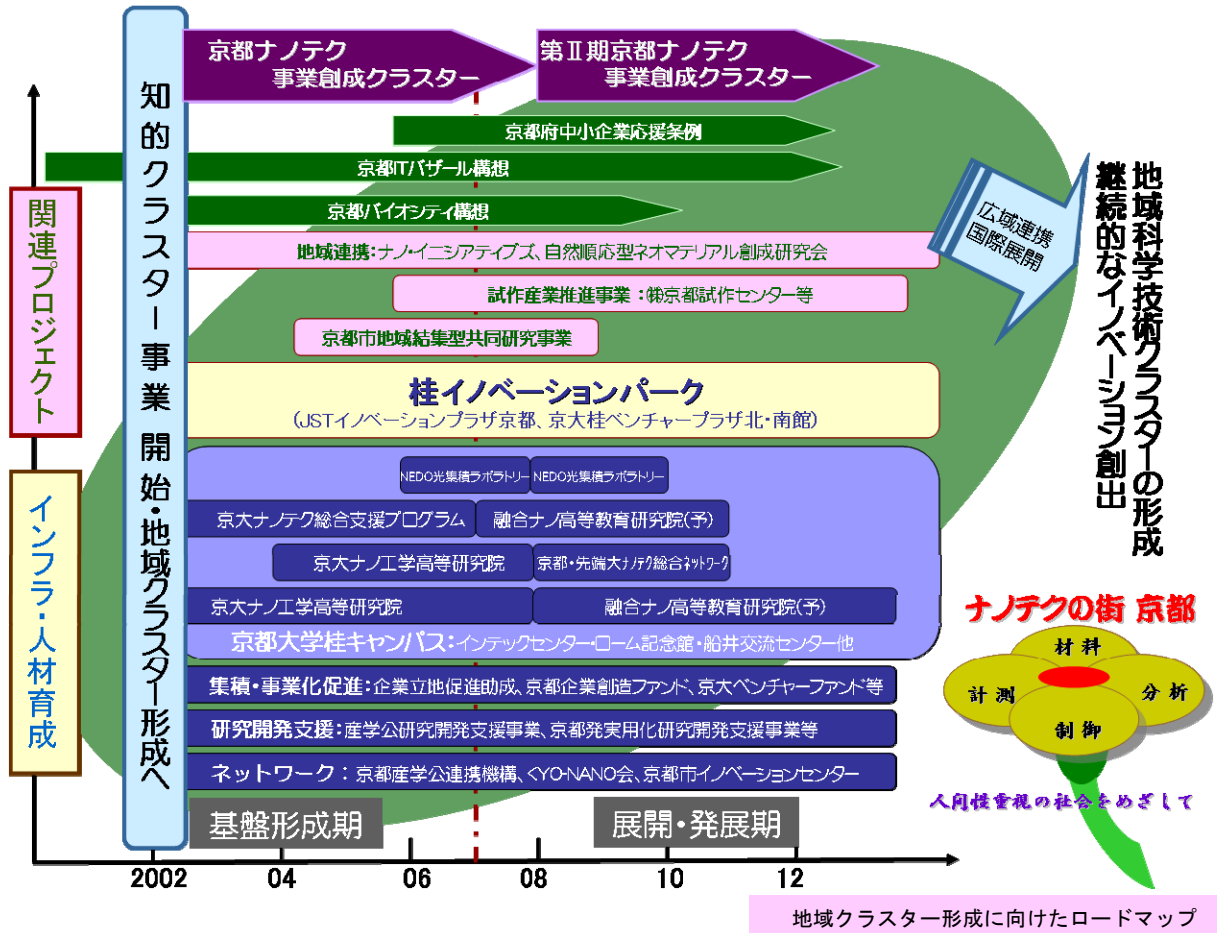 京都ナノテク
事業創成クラスター
第Ⅱ期京都ナノテク
事業創成クラスター
知的クラスター事業開始・地域クラスター形成へ
京都府中小企業応援条例
京都ITバザール構想
京都バイオシティ構想
地域連携:ナノ・イニシアティブズ、自然順応型ネオマテリアル創成研究会
試作産業推進事業:㈱京都試作センター等
京都市地域結集型共同研究事業
桂イノベーションパーク
(JSTイノベーションプラザ京都、京大桂ベンチャープラザ北・南館)
関連プロジェクト
広域連携
国際展開
地域科学技術クラスターの形成
継続的なイノベーション創出
インフラ・人材育成
NEDO光集積ラボラトリー
NEDO光集積ラボラトリー
京大ナノテク総合支援プログラム
融合ナノ高等教育研究院(予)
京大ナノ工学高等研究院
京都・先端大ナノテク総合ネットワーク
京大ナノ工学高等研究院
融合ナノ高等教育研究院(予)
京都大学桂キャンパス:インテックセンター・ローム記念館・船井交流センター他
集積・事業化促進:企業立地促進助成、京都企業創造ファンド、京大ベンチャーファンド等
研究開発支援:産学公研究開発支援事業、京都発実用化研究開発支援事業等
ネットワーク:京都産学公連携機構、くYO-NANO会、京都市イノベーションセンター
基盤形成期
展開・発展期
2002
04
06
08
10
12
ナノテクの街 京都
材料
計測
分析
制御
人間性重視の社会をめざして
地域クラスター形成に向けたロードマップ